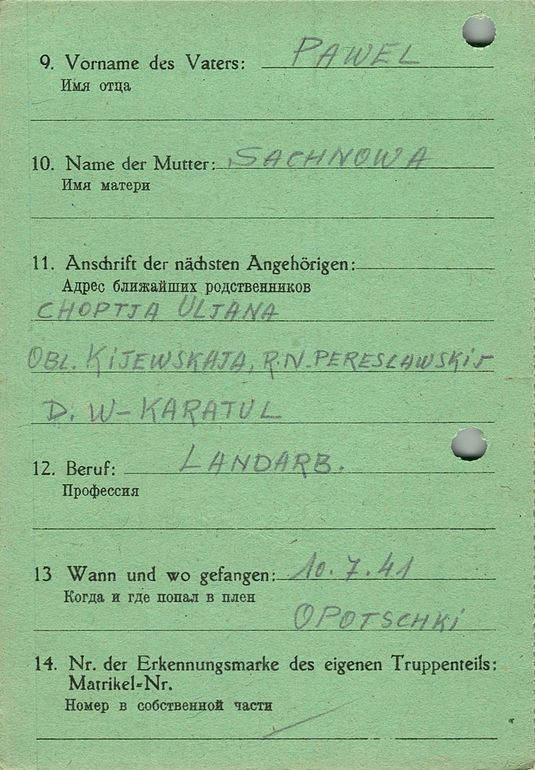 9. Vorname des Vaters: PAWEL
Имя отца
10. Name der Mutter: SACHNOWA
Имя матери
11. Anschrift der nächsten Angehörigen:
Адрес ближайших родственников
CHOPTJA ULJANA
OBL. KIJEWSKAJA, R.N. PERESLAWSKIJ
D. W-KARATUL
12. Beruf: LANDARB.
Профессия
13 Wann und wo gefangen: 10.7.41
Когда и где попал в плен
OPOTSCHKI
14. Nr. der Erkennungsmarke des eigenen Truppenteils:
Matrikel-Nr.
Номер в собственной части